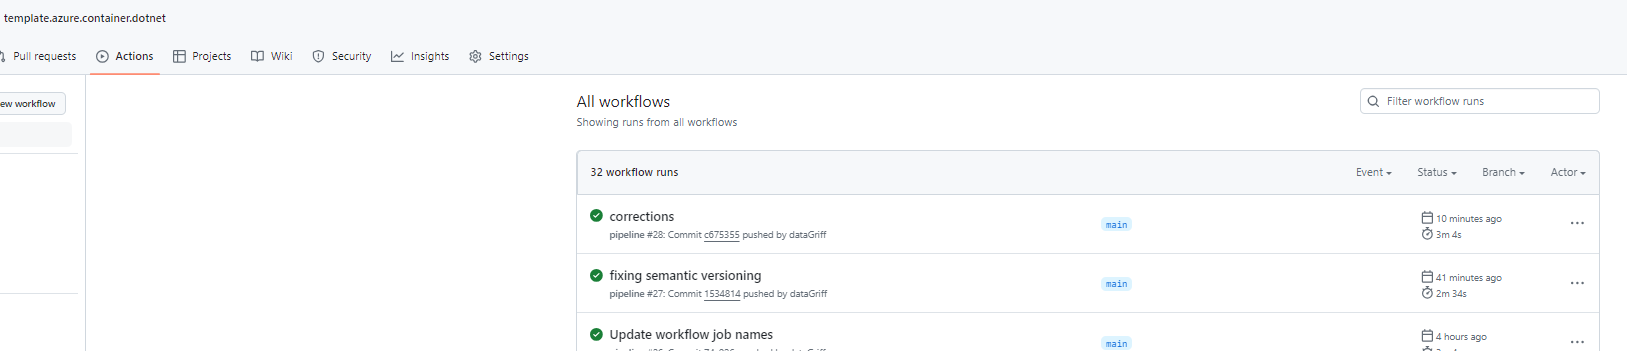 template.azure.container.dotnet
Pull requests Actions Projects Wiki Security Insights Settings
ew workflow
All workflows
Showing runs from all workflows
Filter workflow runs
32 workflow runs Event Status Branch Actor
corrections
pipeline #28: Commit c675355 pushed by dataGriff
main
10 minutes ago
3m 4s
fixing semantic versioning
pipeline #27: Commit 1534814 pushed by dataGriff
main
41 minutes ago
2m 34s
Update workflow job names
main
4 hours ago